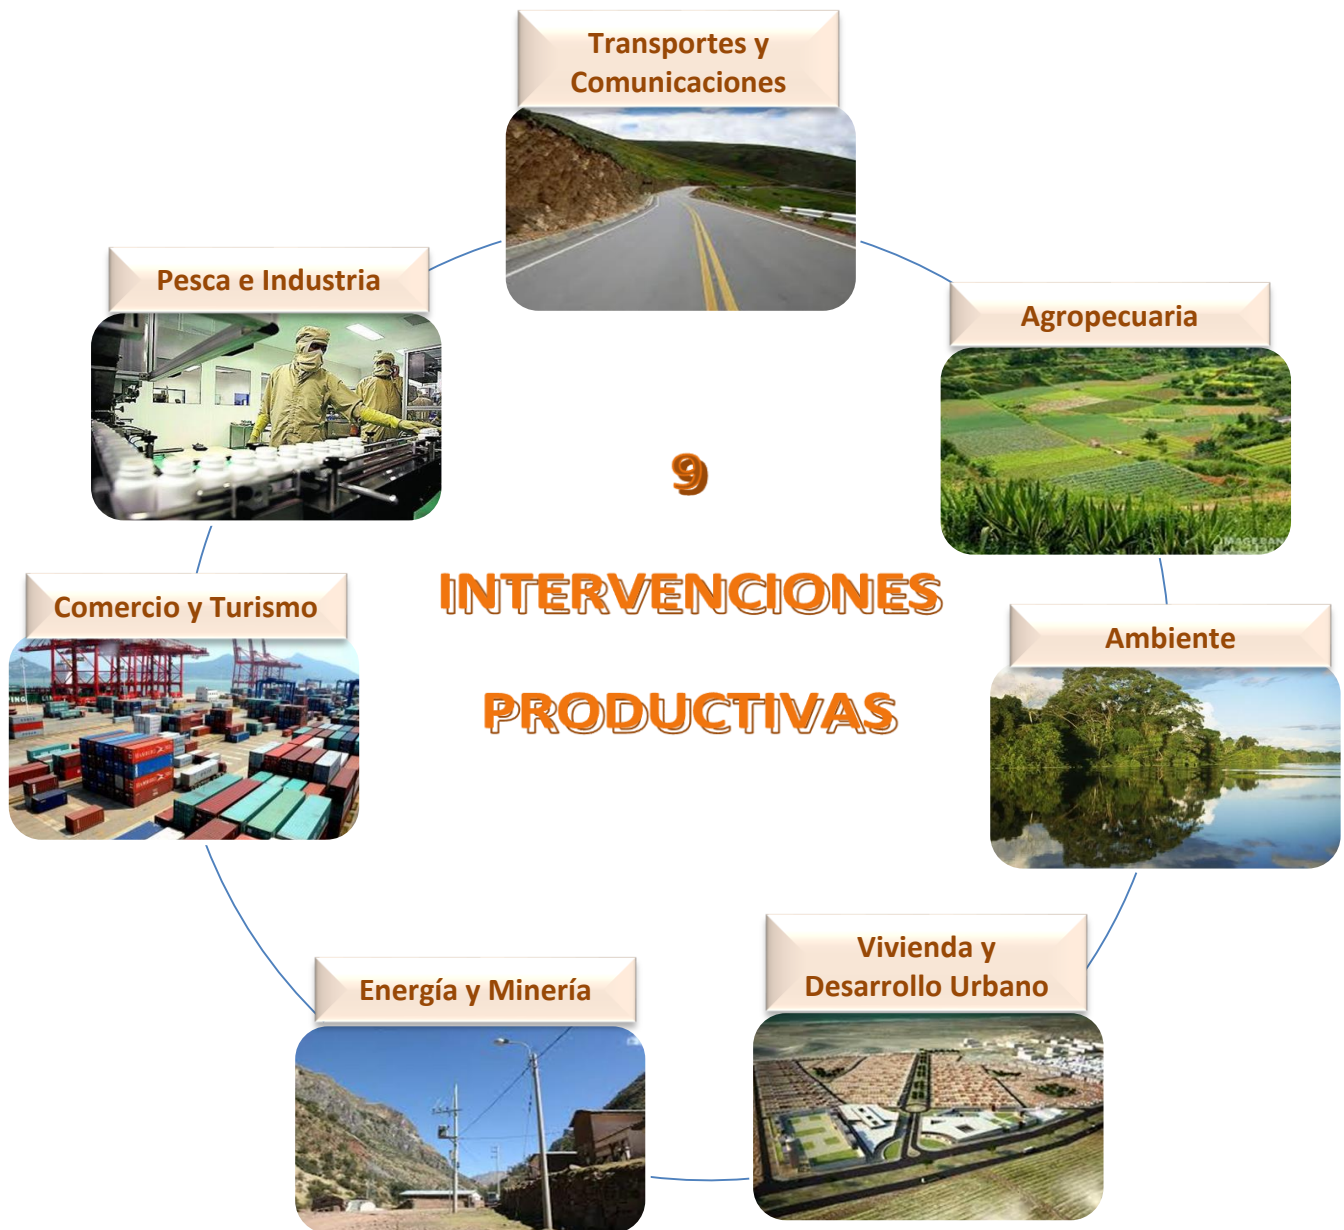 Transportes y
Comunicaciones
Pesca e Industria
Agropecuaria
9
INTERVENCIONES
PRODUCTIVAS
Comercio y Turismo
Ambiente
Vivienda y
Desarrollo Urbano
Energía y Minería